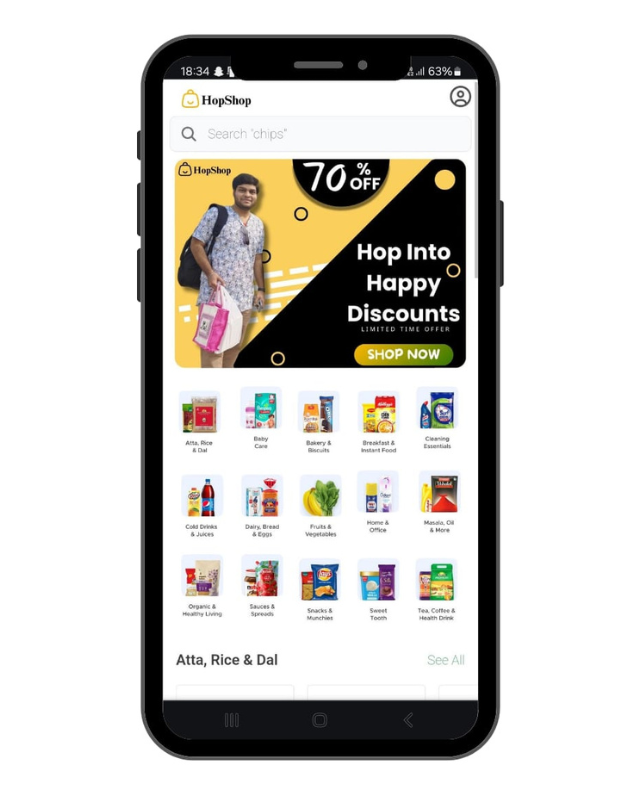 18:34
63%
HopShop
Search "chips"
HopShop
70% OFF
Hop Into
Happy
Discounts
LIMITED TIME OFFER
SHOP NOW
Atta, Rice
& Dal
Baby
Care
Bakery &
Biscuits
Breakfast &
Instant Food
Cleaning
Essentials
Cold Drinks
& Juices
Dairy, Bread
& Eggs
Fruits &
Vegetables
Home &
Office
Masala, Oil
& More
Organic &
Healthy Living
Sauces &
Spreads
Snacks &
Munchies
Sweet
Tooth
Tea, Coffee &
Health Drink
Atta, Rice & Dal
See All